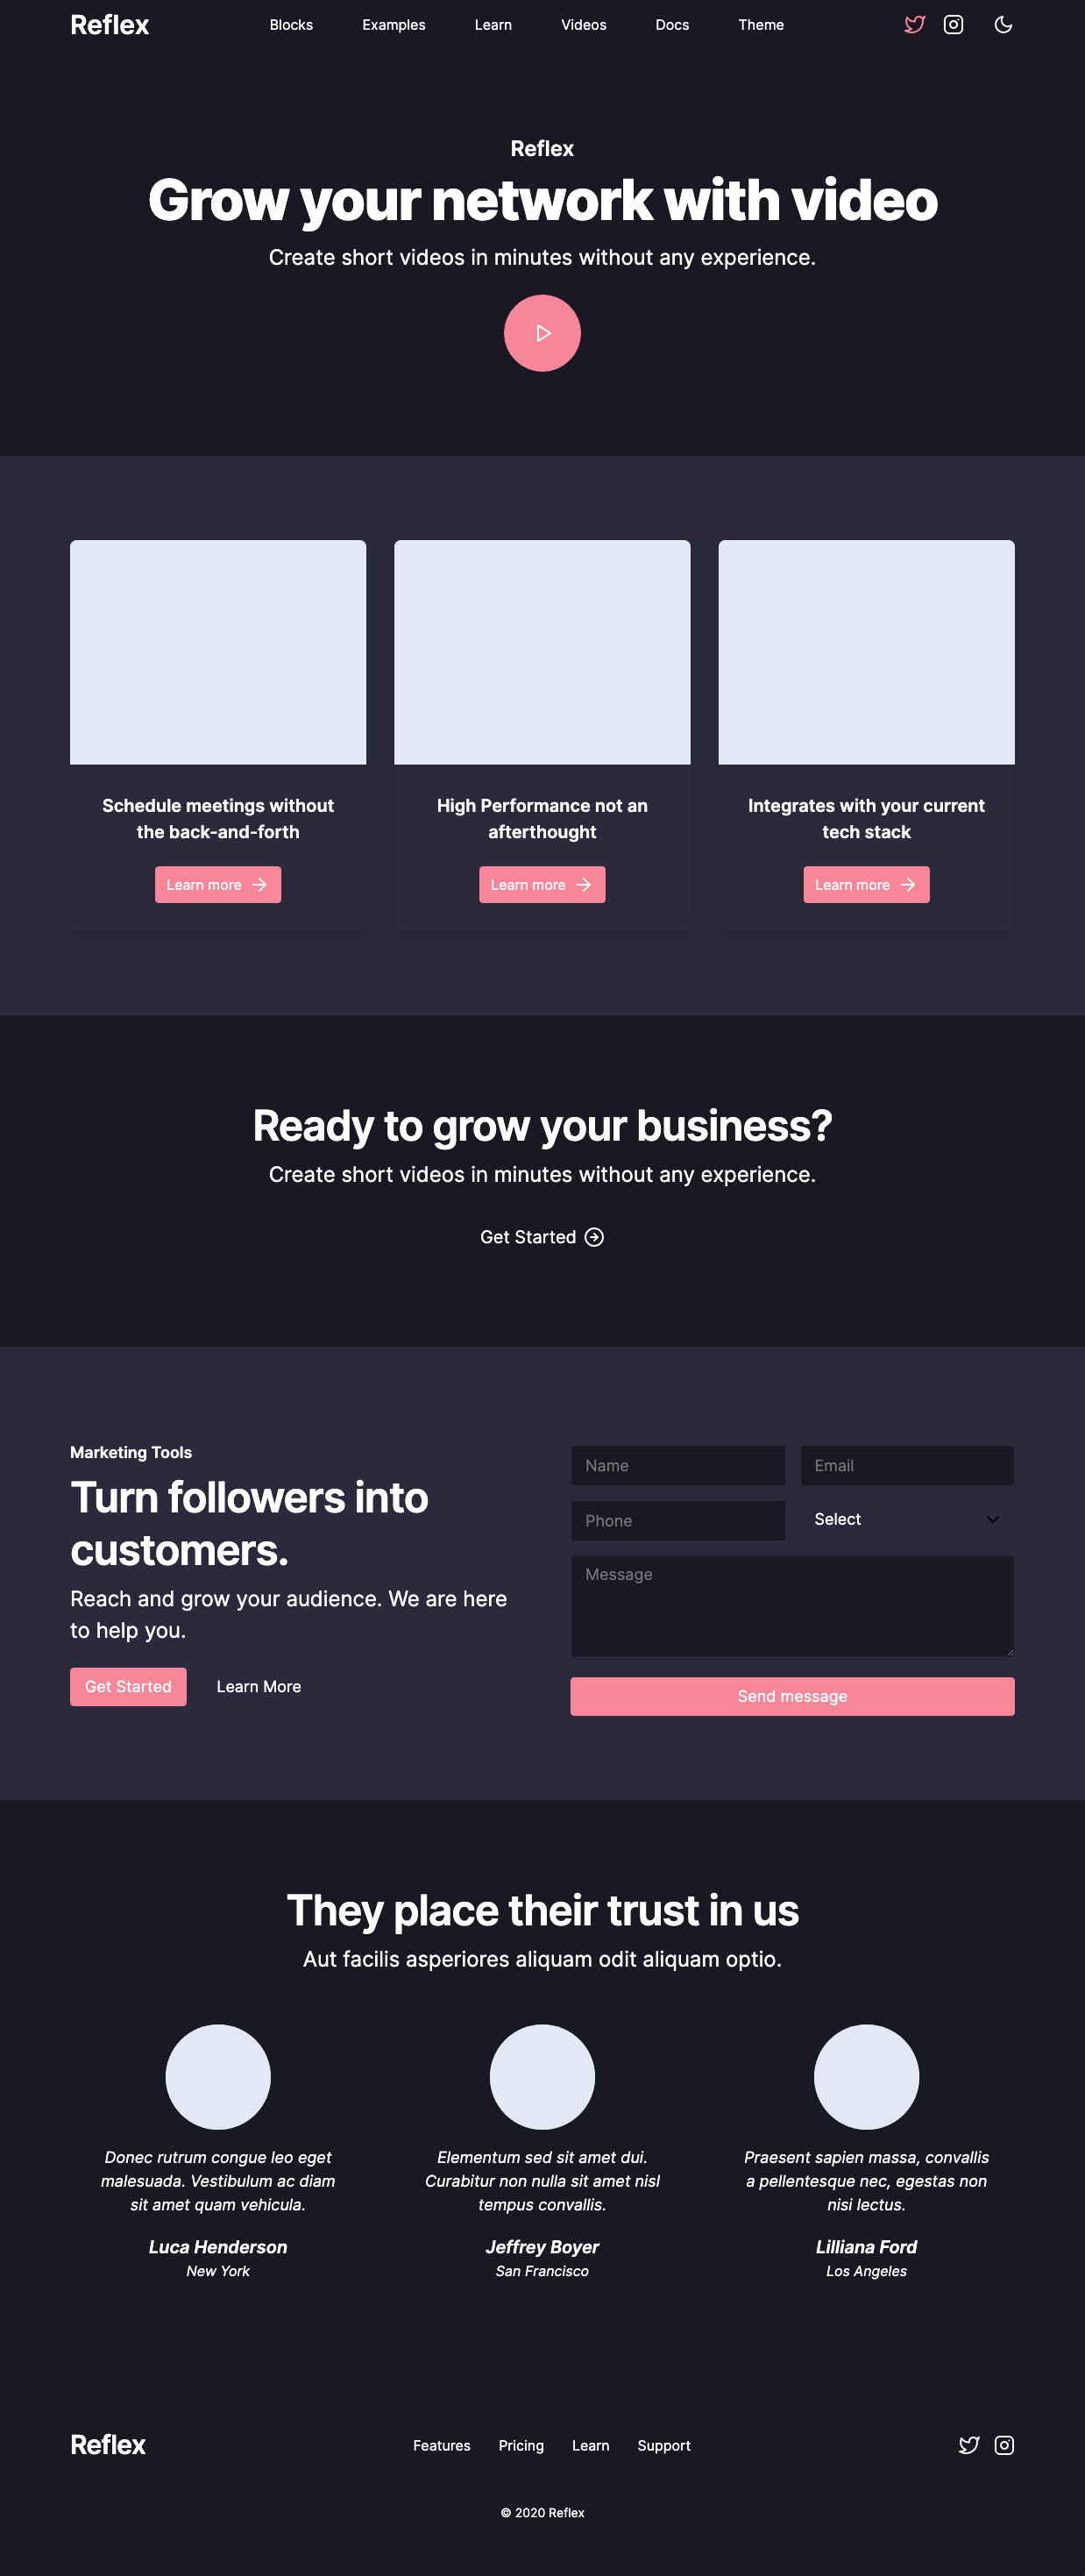 Reflex Blocks Examples Learn Videos Docs Theme
Reflex
Grow your network with video
Create short videos in minutes without any experience.
Schedule meetings without
the back-and-forth
Learn more
High Performance not an
afterthought
Learn more
Integrates with your current
tech stack
Learn more
Ready to grow your business?
Create short videos in minutes without any experience.
Get Started
Marketing Tools
Turn followers into
customers.
Reach and grow your audience. We are here
to help you.
Get Started Learn More
Name Email
Phone Select
Message
Send message
They place their trust in us
Aut facilis asperiores aliquam odit aliquam optio.
Donec rutrum congue leo eget
malesuada. Vestibulum ac diam
sit amet quam vehicula.
Luca Henderson
New York
Elementum sed sit amet dui.
Curabitur non nulla sit amet nisl
tempus convallis.
Jeffrey Boyer
San Francisco
Praesent sapien massa, convallis
a pellentesque nec, egestas non
nisi lectus.
Lilliana Ford
Los Angeles
Reflex Features Pricing Learn Support
© 2020 Reflex